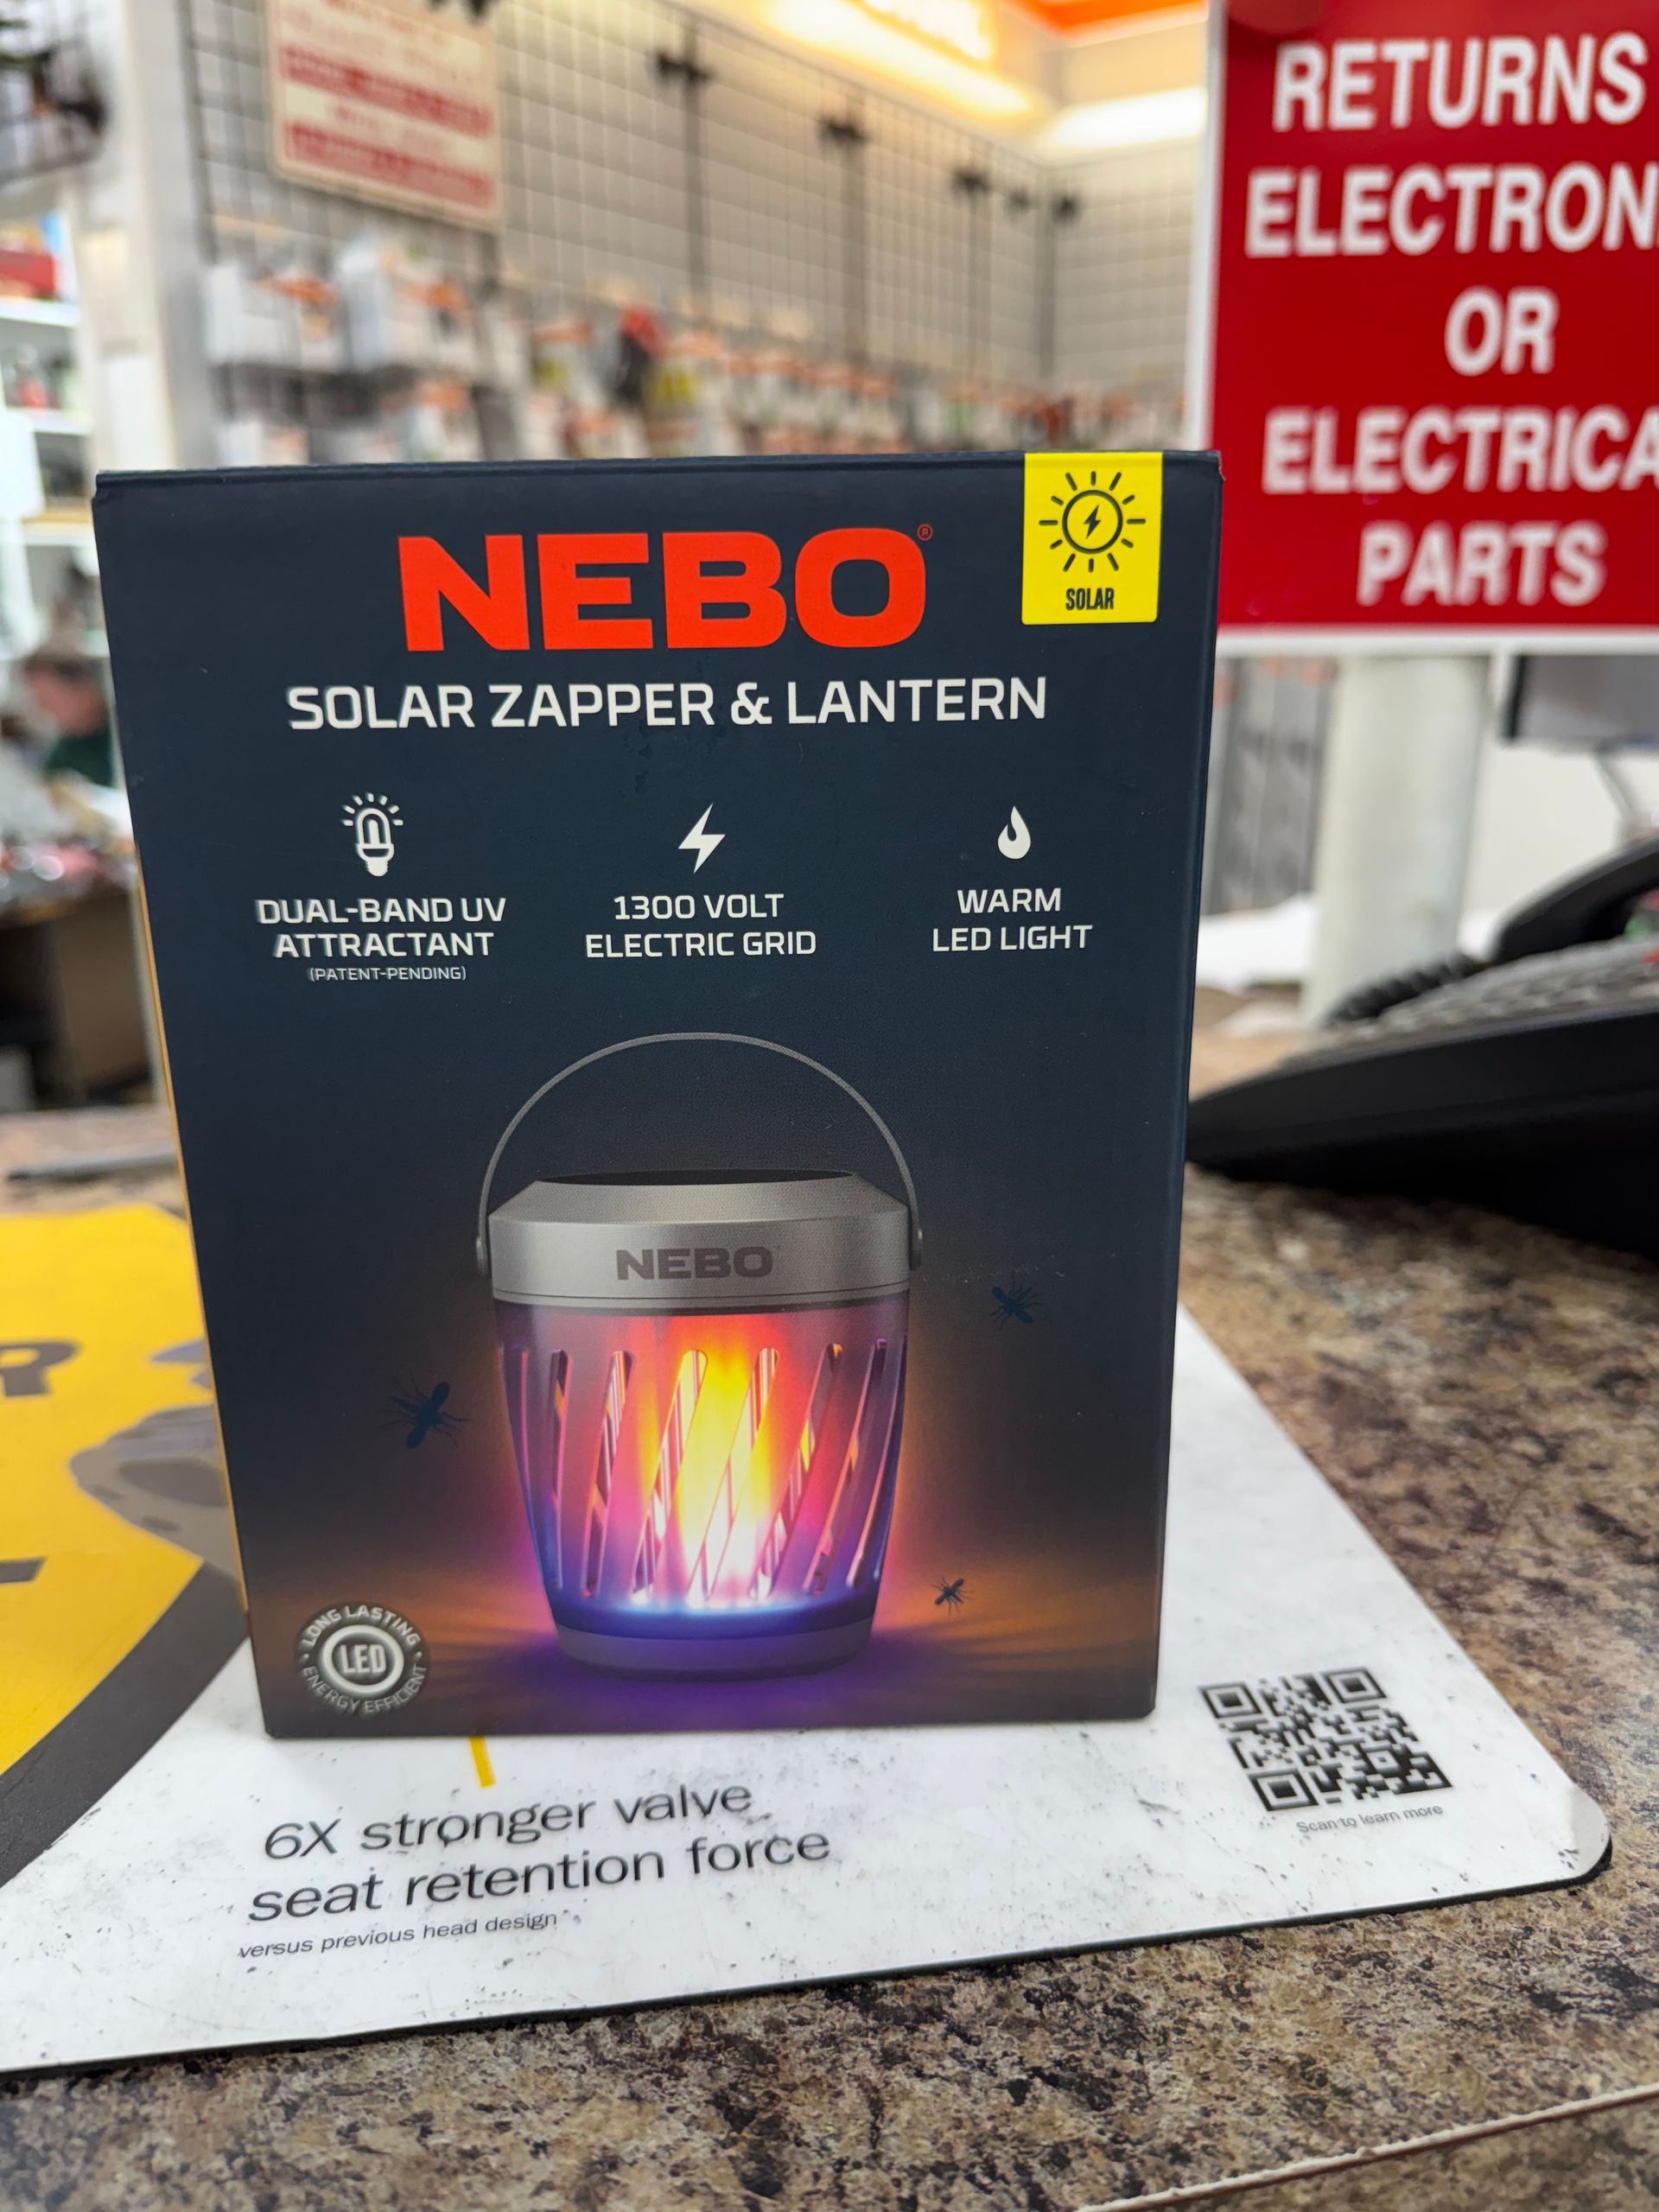 RETURNS
ELECTRON
OR
ELECTRICA
PARTS
NEBO®
SOLAR
SOLAR ZAPPER & LANTERN
DUAL-BAND UV
ATTRACTANT
(PATENT-PENDING)
1300 VOLT
ELECTRIC GRID
WARM
LED LIGHT
NEBO
LONG LASTING
LED
ENERGY EFFICIENT
6X stronger valve
seat retention force
versus previous head design
Scan to learn more